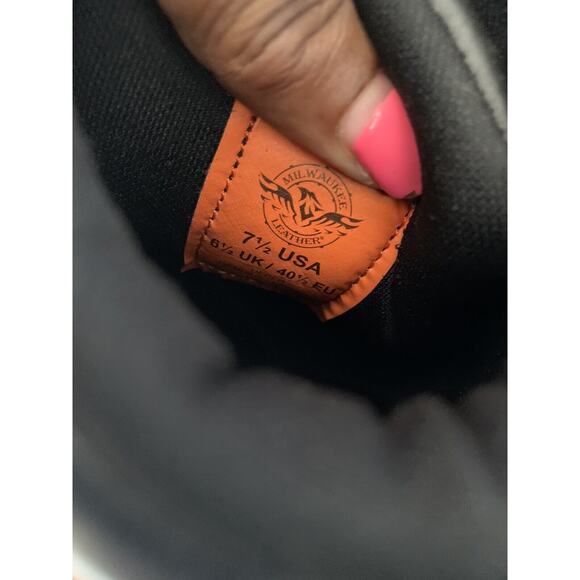 MILWAUKEE
LEATHER®
7½ USA
6½ UK / 40½ EU